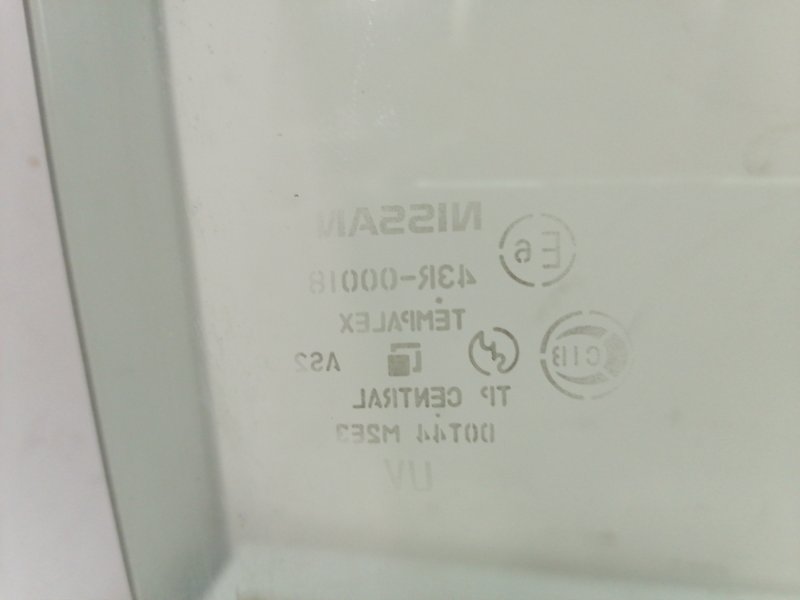 NISSAN
E6
43R-00018
TEMPALEX
AS2
TP CENTRAL
DOT44 M2E3
UV